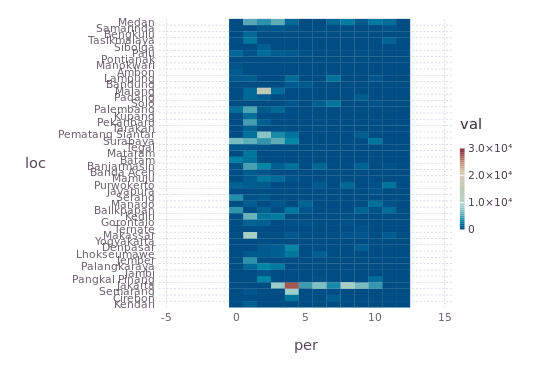 Medan
Samarinda
Bengkulu
Tasikmalaya
Sibolga
Palu
Pontianak
Manokwari
Ambon
Lampung
Bandung
Malang
Padang
Solo
Palembang
Kupang
Pekanbaru
Tarakan
Pematang Siantar
Surabaya
Tegal
Mataram
Batam
Banjarmasin
Banda Aceh
Mamuju
Purwokerto
Jayapura
Serang
Manado
Balikpapan
Kediri
Gorontalo
Ternate
Makassar
Yogyakarta
Denpasar
Lhokseumawe
Jember
Palangkaraya
Jambi
Pangkal Pinang
Jakarta
Semarang
Cirebon
Kendari
loc
-5 0 5 10 15
per
val
3.0×10⁴
2.0×10⁴
1.0×10⁴
0